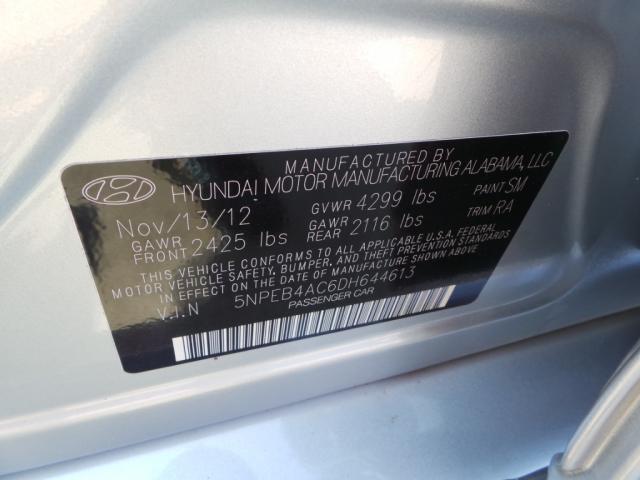 MANUFACTURED BY
HYUNDAI MOTOR MANUFACTURING ALABAMA, LLC
Nov/13/12 GVWR 4299 lbs PAINT SM
GAWR FRONT 2425 lbs GAWR REAR 2116 lbs TRIM RA
THIS VEHICLE CONFORMS TO ALL APPLICABLE U.S.A. FEDERAL
MOTOR VEHICLE SAFETY, BUMPER, AND THEFT PREVENTION STANDARDS
IN EFFECT ON THE DATE OF MANUFACTURE SHOWN ABOVE.
V.I.N 5NPEB4AC6DH644613
PASSENGER CAR